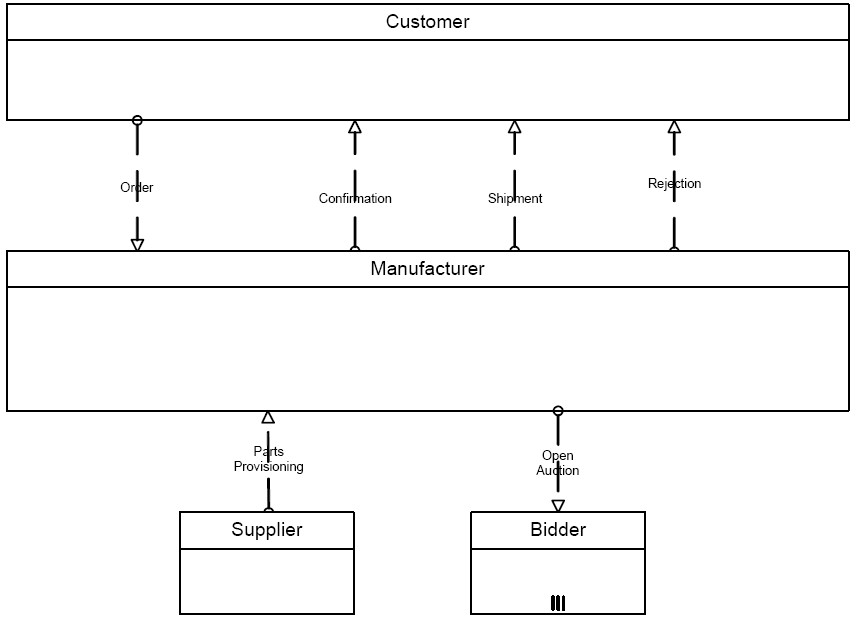 Customer
Order
Confirmation
Shipment
Rejection
Manufacturer
Parts
Provisioning
Open
Auction
Supplier
Bidder